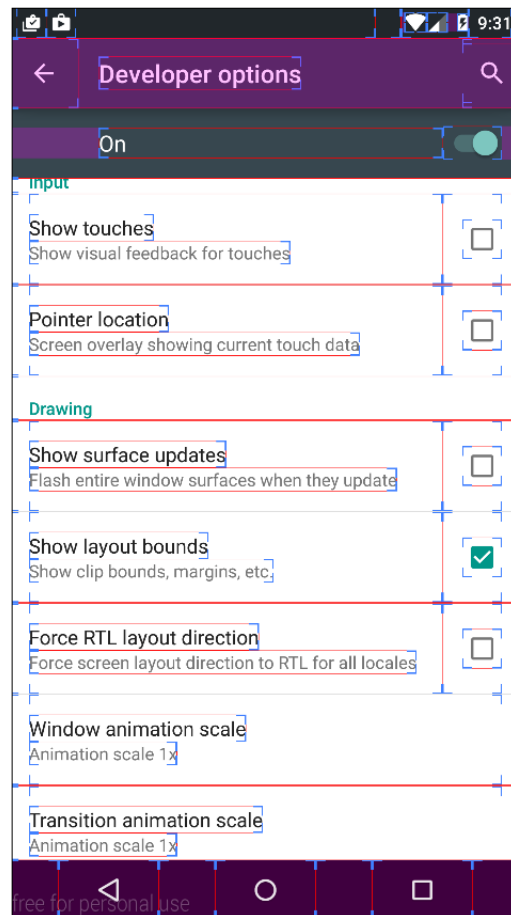 9:31
Developer options
On
Input
Show touches
Show visual feedback for touches
Pointer location
Screen overlay showing current touch data
Drawing
Show surface updates
Flash entire window surfaces when they update
Show layout bounds
Show clip bounds, margins, etc.
Force RTL layout direction
Force screen layout direction to RTL for all locales
Window animation scale
Animation scale 1x
Transition animation scale
Animation scale 1x
free for personal use